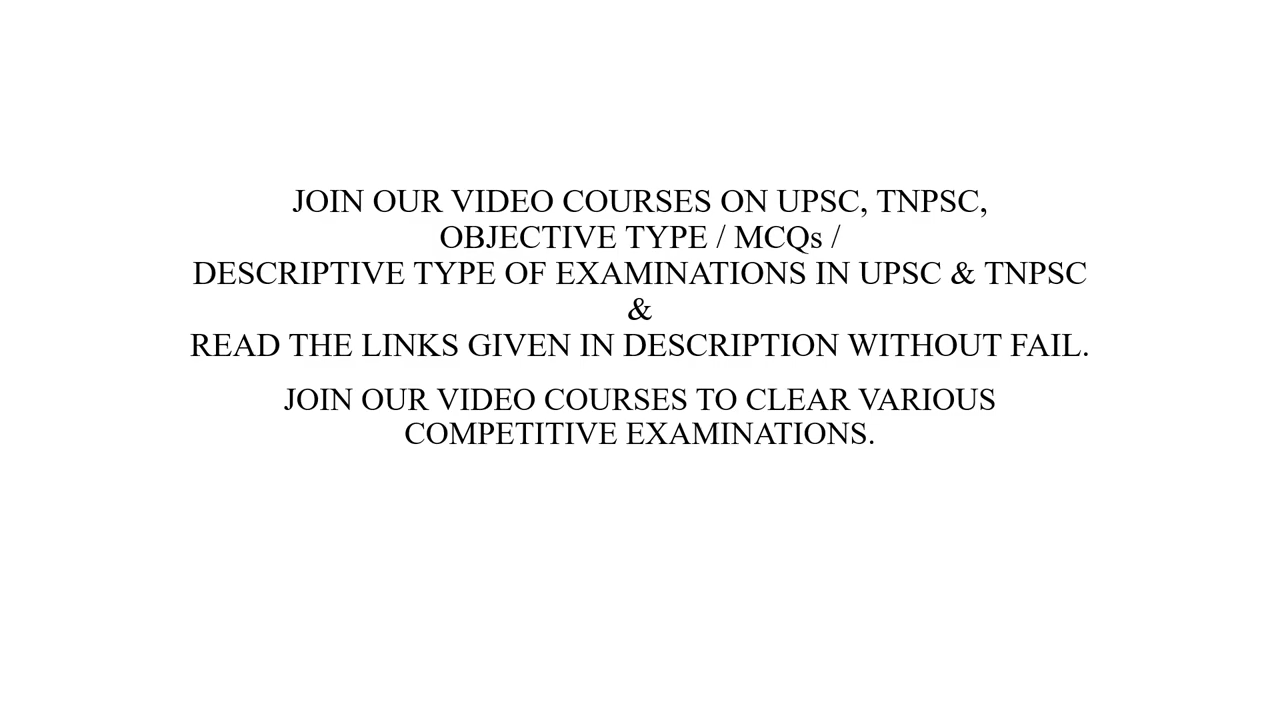 JOIN OUR VIDEO COURSES ON UPSC, TNPSC,
OBJECTIVE TYPE / MCQs /
DESCRIPTIVE TYPE OF EXAMINATIONS IN UPSC & TNPSC
&
READ THE LINKS GIVEN IN DESCRIPTION WITHOUT FAIL.
JOIN OUR VIDEO COURSES TO CLEAR VARIOUS
COMPETITIVE EXAMINATIONS.